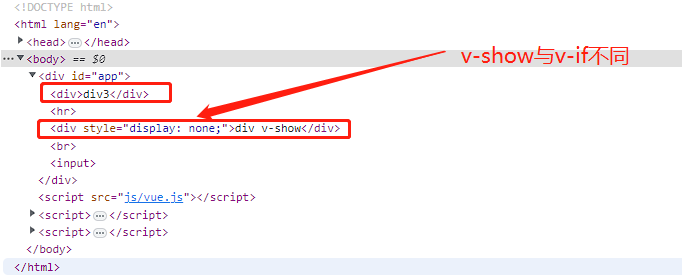 <!DOCTYPE html>
<html lang="en">
▶<head>⋯</head>
⋯▼<body> == $0
v-show与v-if不同
▼<div id="app">
<div>div3</div>
<hr>
<div style="display: none;">div v-show</div>
<br>
<input>
</div>
<script src="js/vue.js"></script>
▶<script>⋯</script>
▶<script>⋯</script>
</body>
</html>